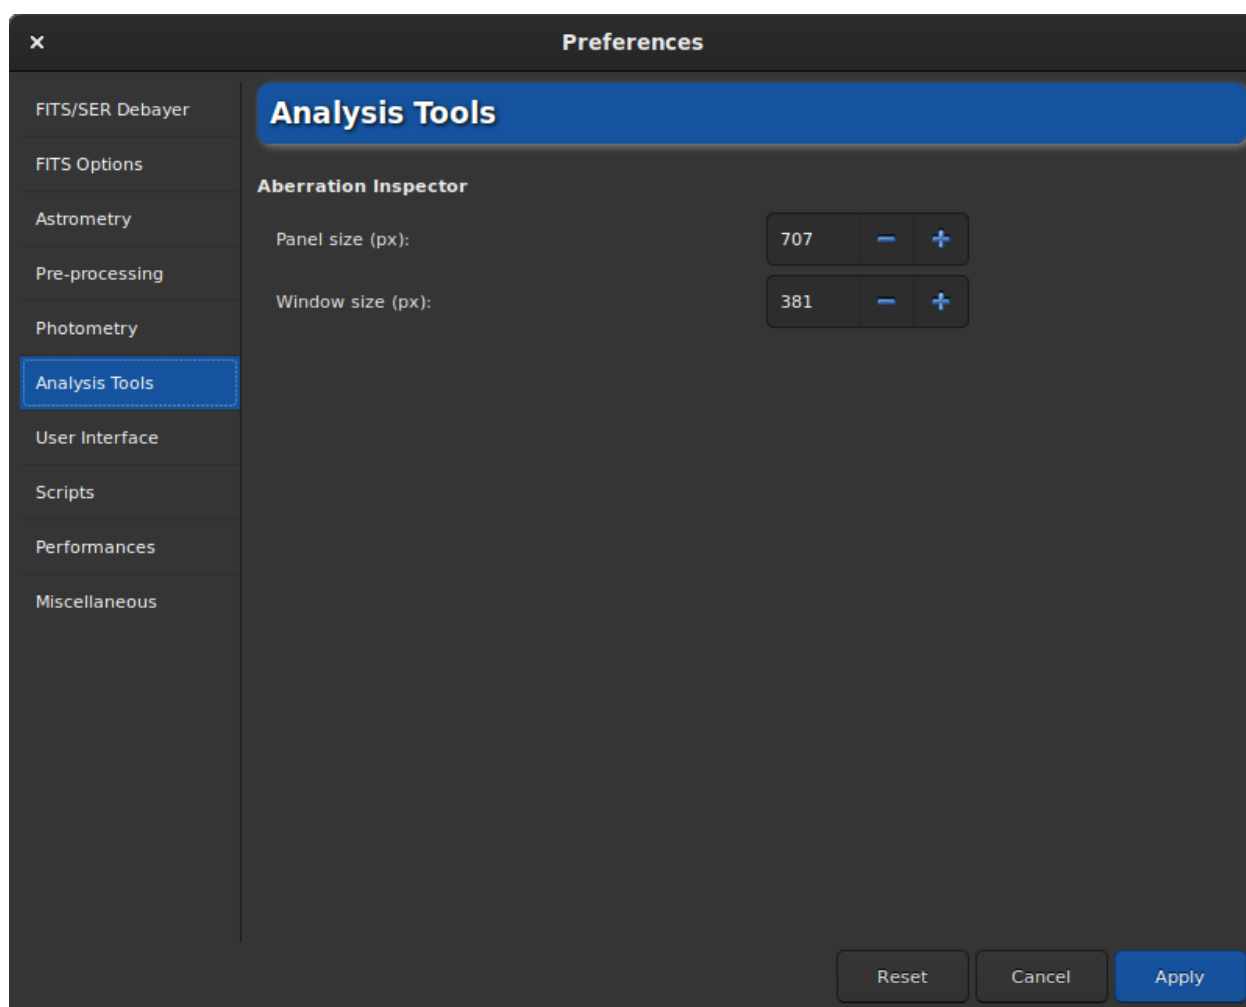 Preferences
FITS/SER Debayer
FITS Options
Astrometry
Pre-processing
Photometry
Analysis Tools
User Interface
Scripts
Performances
Miscellaneous
Analysis Tools
Aberration Inspector
Panel size (px): 707
Window size (px): 381
Reset Cancel Apply